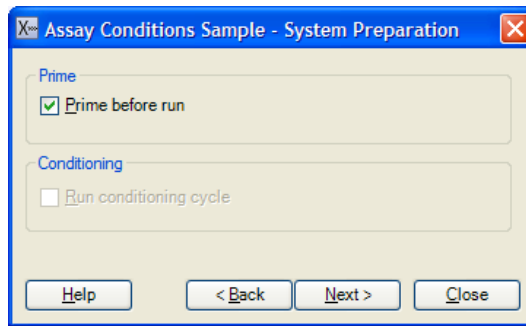 Assay Conditions Sample - System Preparation
Prime
Prime before run
Conditioning
Run conditioning cycle
Help
< Back
Next >
Close